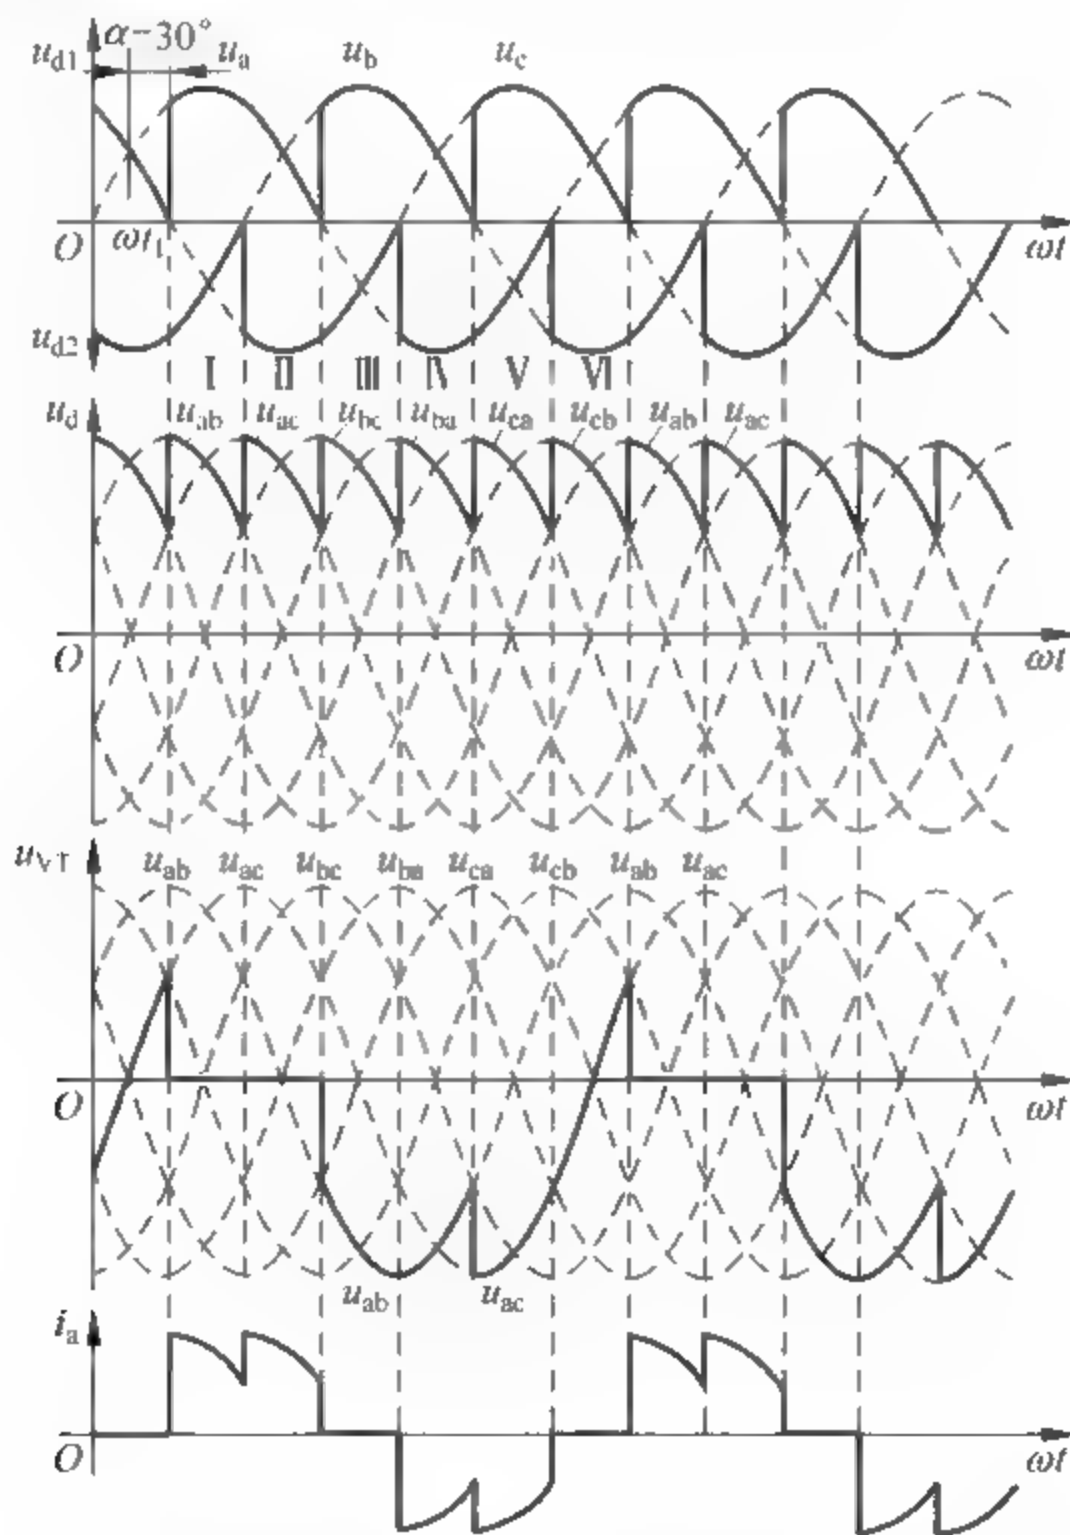 α-30°
u_d1 u_a u_b u_c
O ωt₁ ωt
u_d2
I II III IV V VI
u_d u_ab u_ac u_bc u_ba u_ca u_cb u_ab u_ac
O ωt
u_VT u_ab u_ac u_bc u_ba u_ca u_cb u_ab u_ac
O ωt
u_ab u_ac
i_a
O ωt